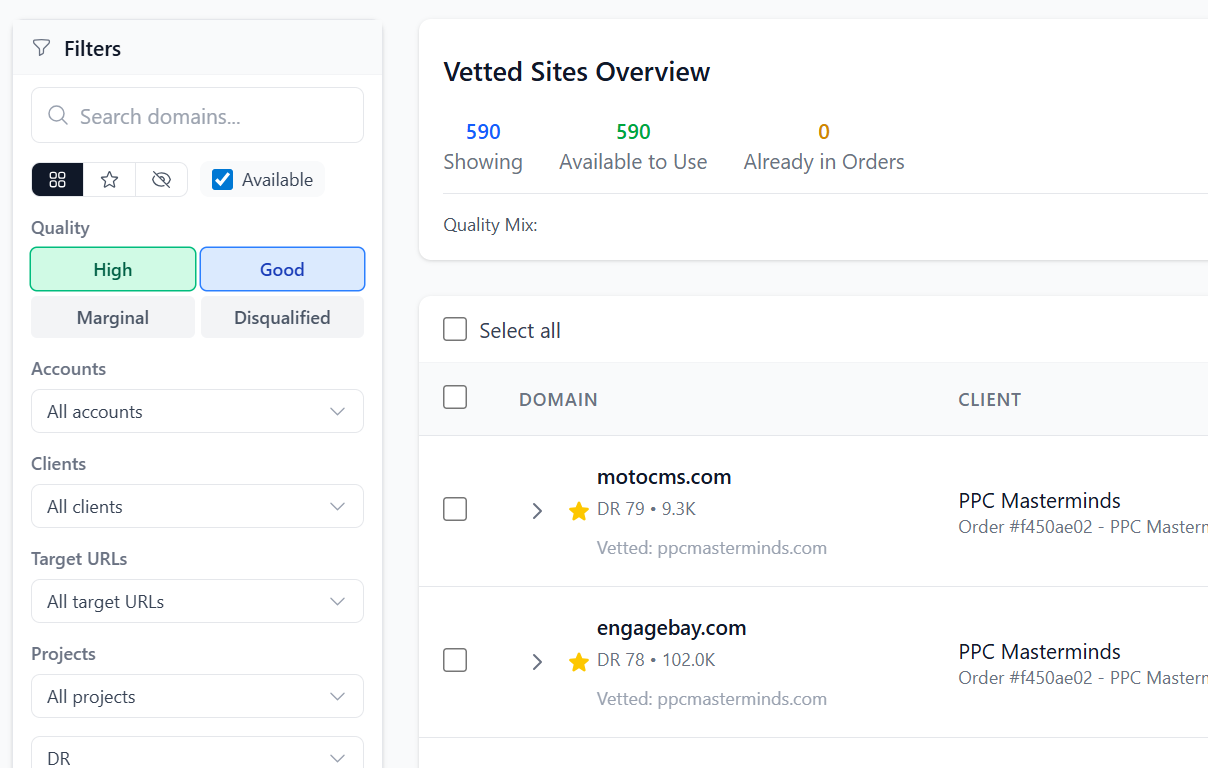 Filters
Search domains...
Available
Quality
High
Good
Marginal
Disqualified
Accounts
All accounts
Clients
All clients
Target URLs
All target URLs
Projects
All projects
DR
Vetted Sites Overview
590 590 0
Showing Available to Use Already in Orders
Quality Mix:
Select all
DOMAIN CLIENT
motocms.com
DR 79 • 9.3K
Vetted: ppcmasterminds.com
PPC Masterminds
Order #f450ae02 - PPC Masterm
engagebay.com
DR 78 • 102.0K
Vetted: ppcmasterminds.com
PPC Masterminds
Order #f450ae02 - PPC Masterm